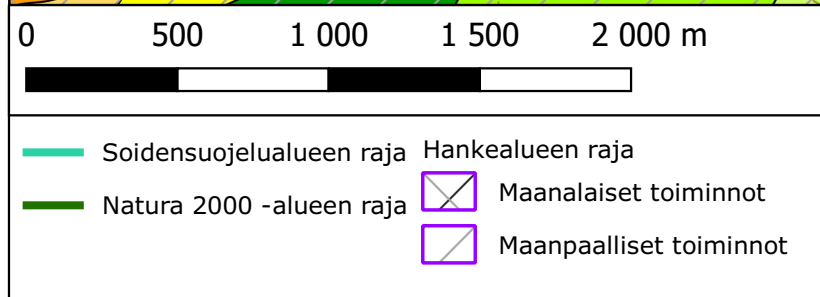 0 500 1 000 1 500 2 000 m
Soidensuojelualueen raja
Natura 2000 -alueen raja
Hankealueen raja
Maanalaiset toiminnot
Maanpaalliset toiminnot